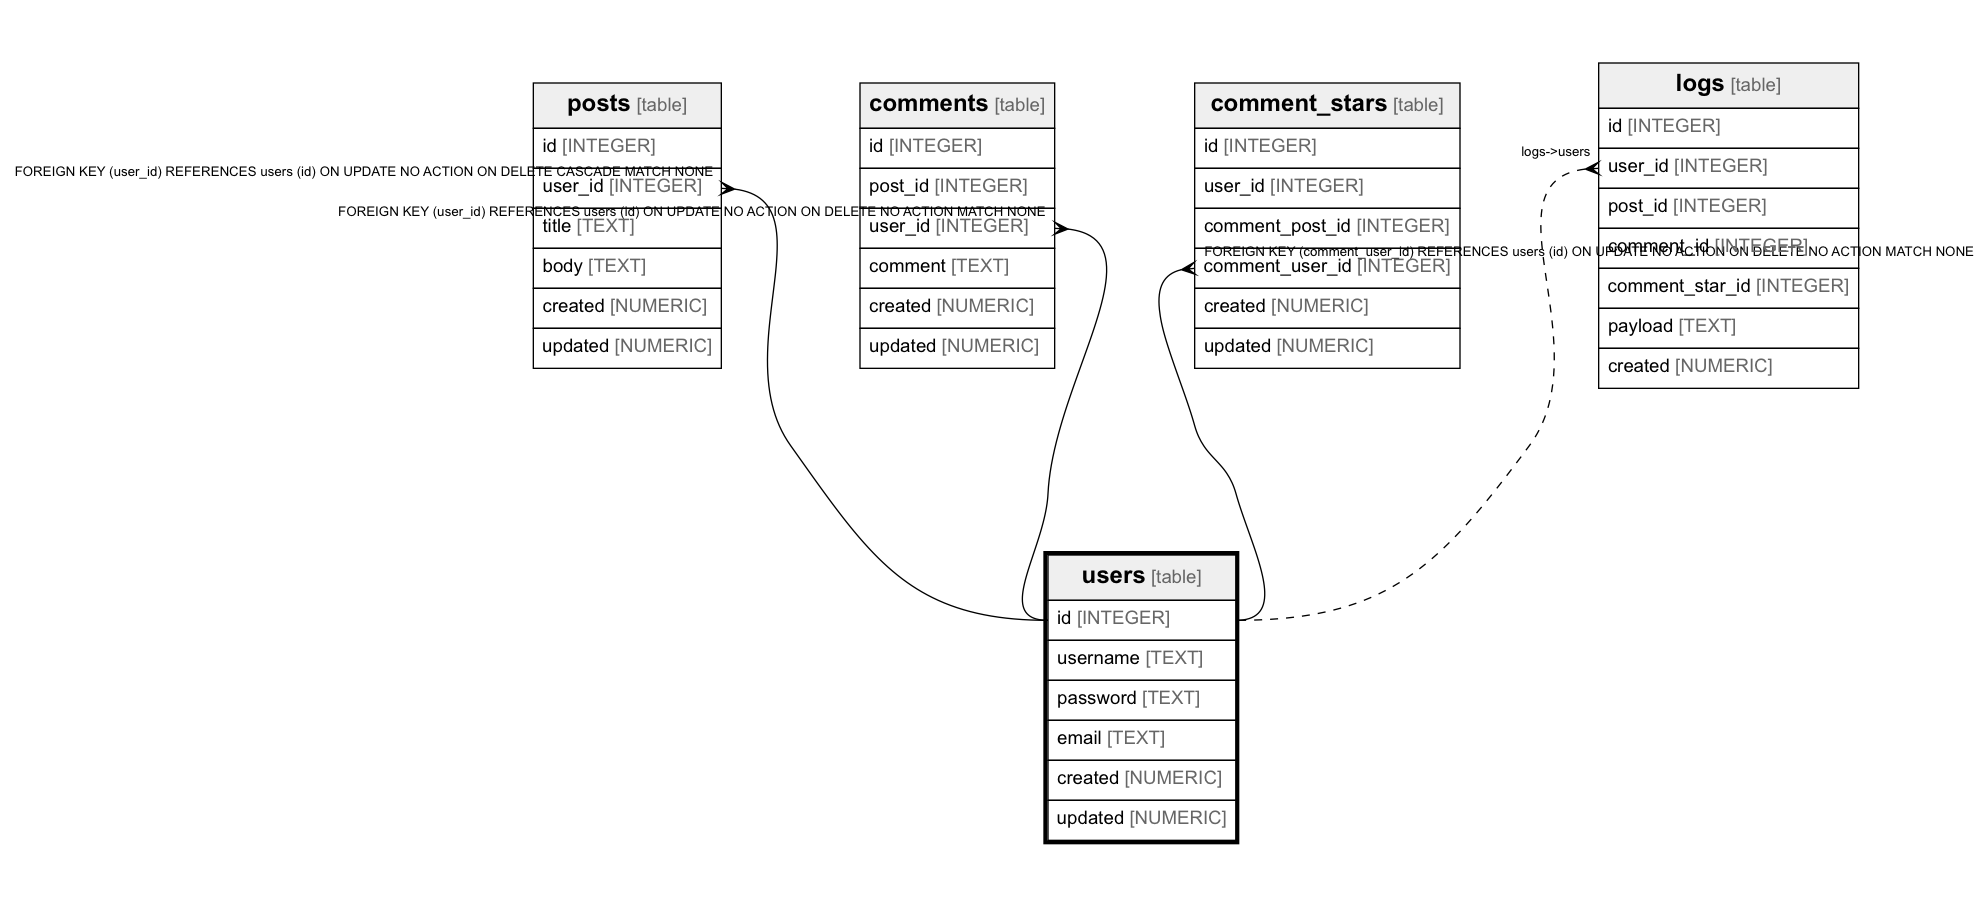 posts [table]
id [INTEGER]
user_id [INTEGER]
title [TEXT]
body [TEXT]
created [NUMERIC]
updated [NUMERIC]
FOREIGN KEY (user_id) REFERENCES users (id) ON UPDATE NO ACTION ON DELETE CASCADE MATCH NONE
comments [table]
id [INTEGER]
post_id [INTEGER]
user_id [INTEGER]
comment [TEXT]
created [NUMERIC]
updated [NUMERIC]
FOREIGN KEY (user_id) REFERENCES users (id) ON UPDATE NO ACTION ON DELETE NO ACTION MATCH NONE
comment_stars [table]
id [INTEGER]
user_id [INTEGER]
comment_post_id [INTEGER]
comment_user_id [INTEGER]
created [NUMERIC]
updated [NUMERIC]
FOREIGN KEY (comment_user_id) REFERENCES users (id) ON UPDATE NO ACTION ON DELETE NO ACTION MATCH NONE
logs [table]
id [INTEGER]
user_id [INTEGER]
post_id [INTEGER]
comment_id [INTEGER]
comment_star_id [INTEGER]
payload [TEXT]
created [NUMERIC]
logs->users
users [table]
id [INTEGER]
username [TEXT]
password [TEXT]
email [TEXT]
created [NUMERIC]
updated [NUMERIC]